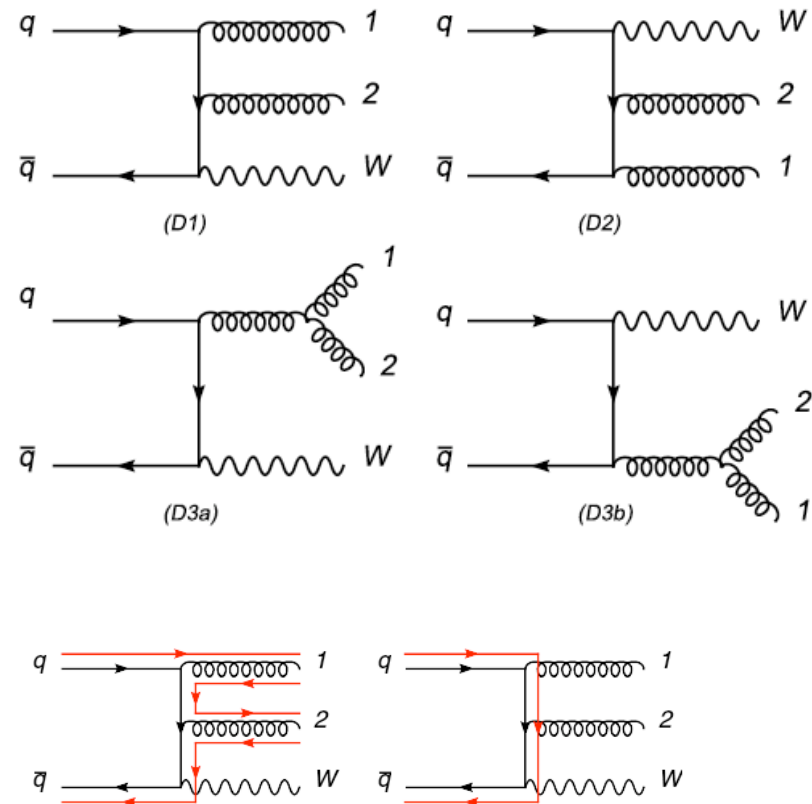 q 1 q W
2 2
q̄ W q̄ 1
(D1) (D2)
1
q q W
2 2
q̄ W q̄
1
(D3a) (D3b)
q 1 q 1
2 2
q̄ W q̄ W